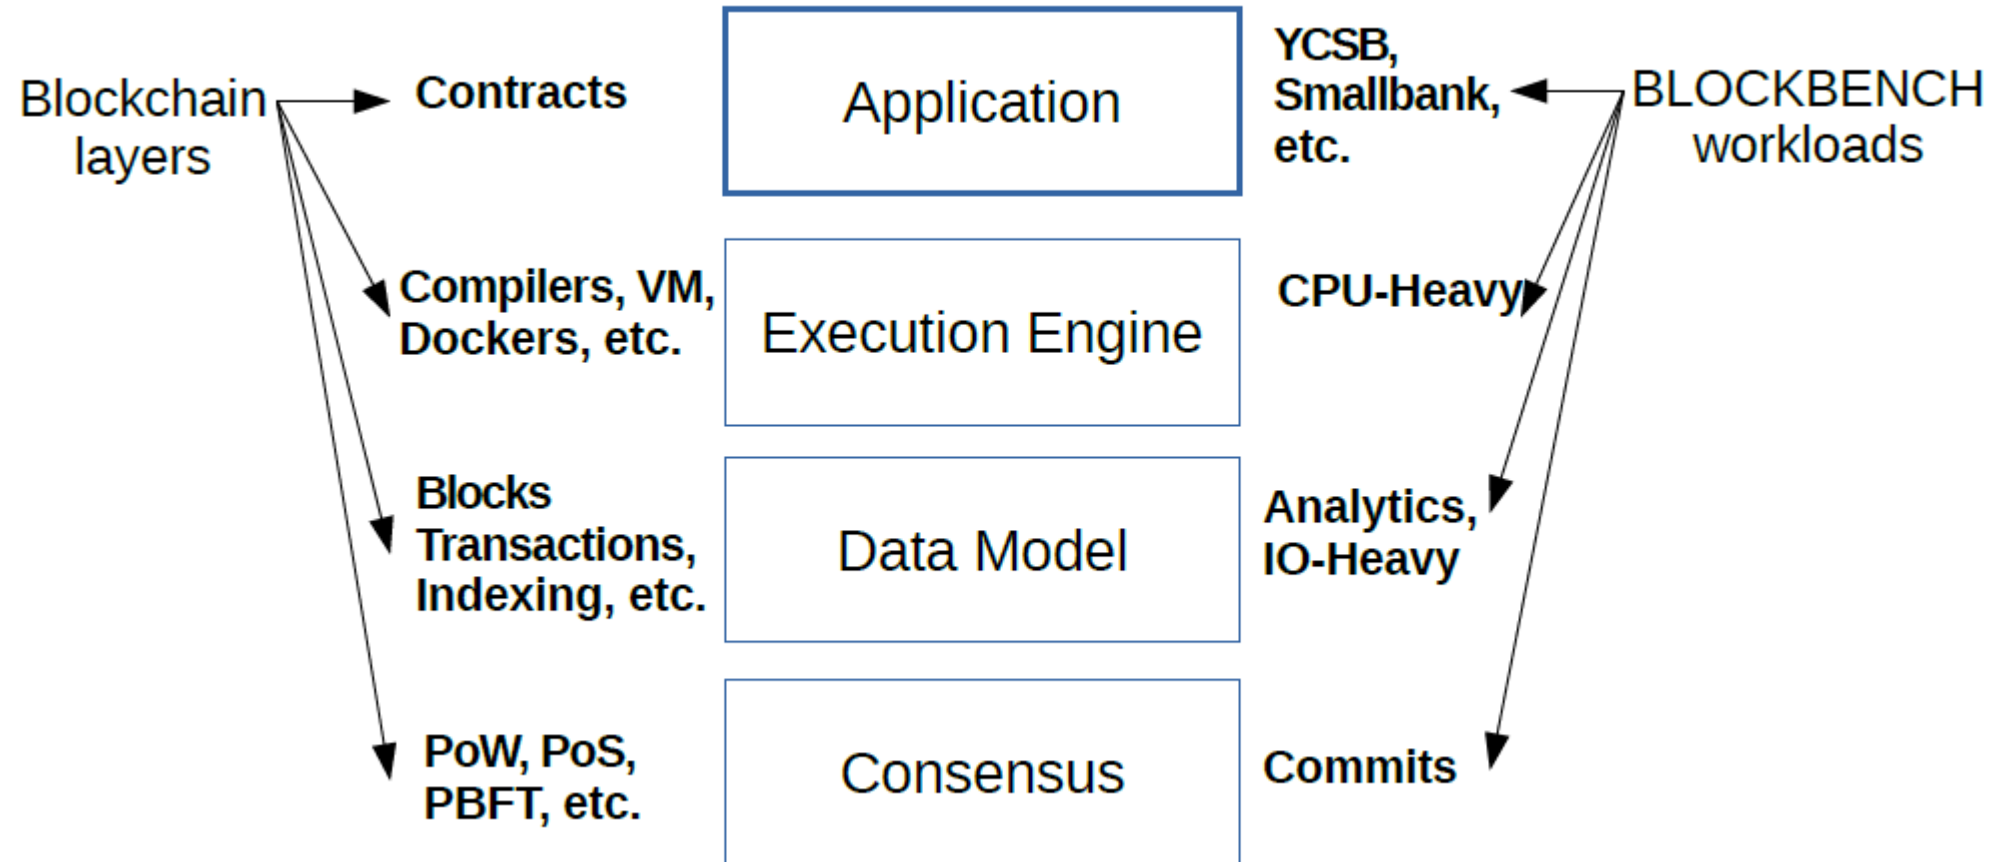 Blockchain
layers
Contracts
Application
YCSB,
Smallbank,
etc.
BLOCKBENCH
workloads
Compilers, VM,
Dockers, etc.
Execution Engine
CPU-Heavy
Blocks
Transactions,
Indexing, etc.
Data Model
Analytics,
IO-Heavy
PoW, PoS,
PBFT, etc.
Consensus
Commits